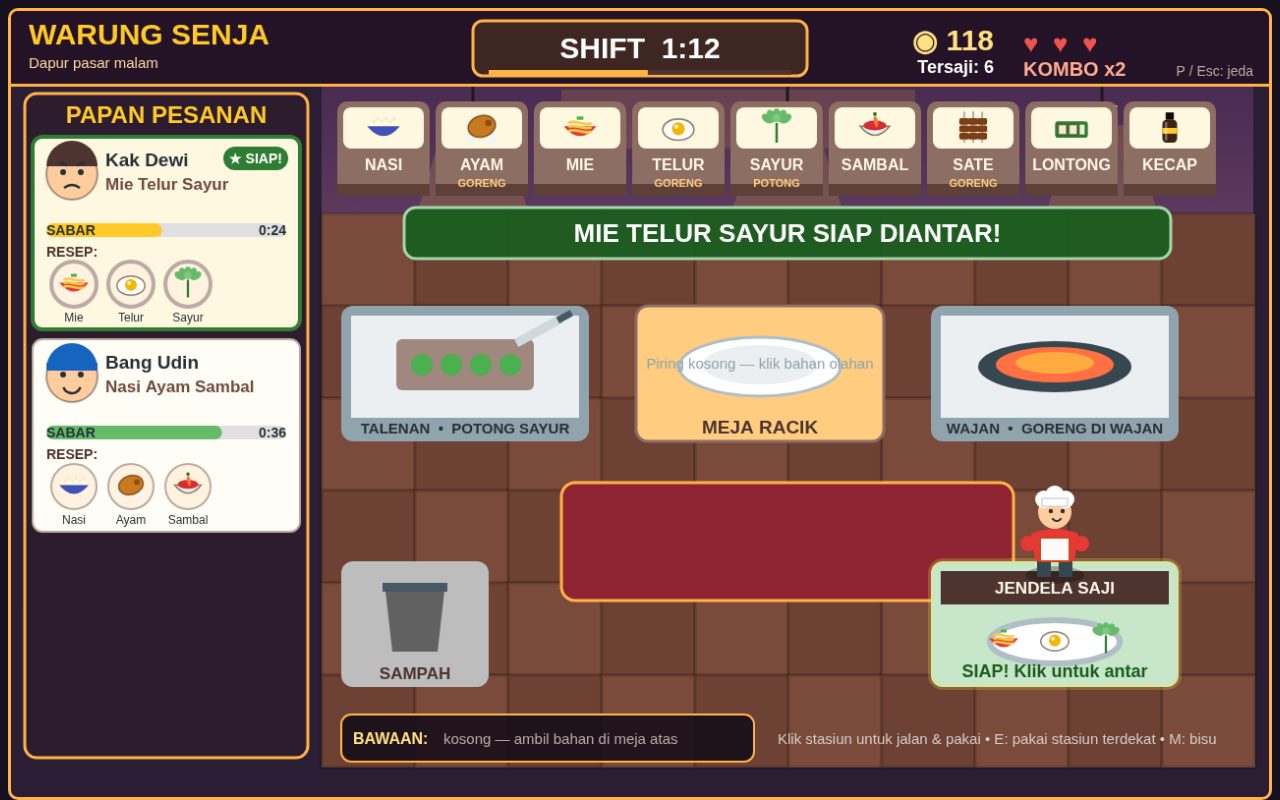 WARUNG SENJA
Dapur pasar malam
SHIFT 1:12
118
Tersaji: 6
KOMBO x2
P / Esc: jeda
PAPAN PESANAN
Kak Dewi
★ SIAP!
Mie Telur Sayur
SABAR 0:24
RESEP:
Mie Telur Sayur
Bang Udin
Nasi Ayam Sambal
SABAR 0:36
RESEP:
Nasi Ayam Sambal
NASI
AYAM
GORENG
MIE
TELUR
GORENG
SAYUR
POTONG
SAMBAL
SATE
GORENG
LONTONG
KECAP
MIE TELUR SAYUR SIAP DIANTAR!
TALENAN • POTONG SAYUR
Piring kosong — klik bahan olahan
MEJA RACIK
WAJAN • GORENG DI WAJAN
SAMPAH
JENDELA SAJI
SIAP! Klik untuk antar
BAWAAN: kosong — ambil bahan di meja atas
Klik stasiun untuk jalan & pakai • E: pakai stasiun terdekat • M: bisu